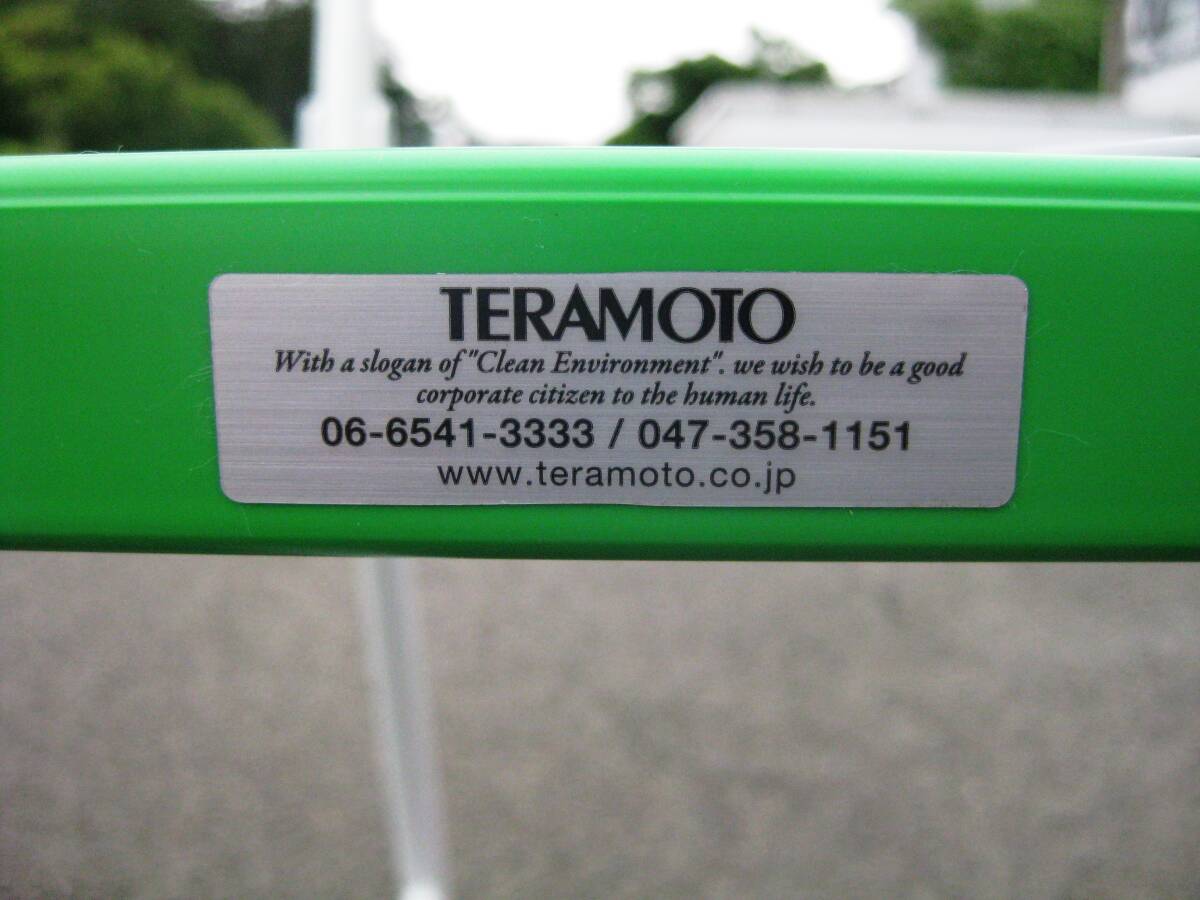 TERAMOTO
With a slogan of "Clean Environment". we wish to be a good
corporate citizen to the human life.
06-6541-3333 / 047-358-1151
www.teramoto.co.jp